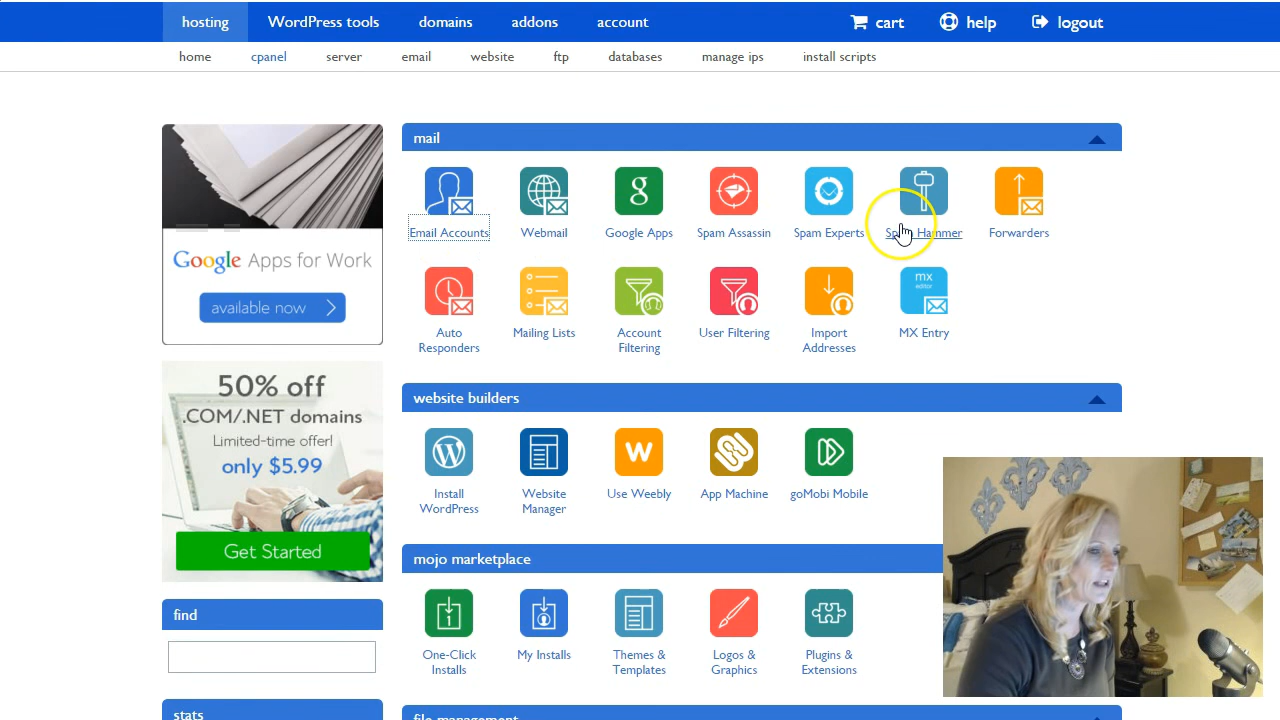 hosting WordPress tools domains addons account cart help logout
home cpanel server email website ftp databases manage ips install scripts
Google Apps for Work
available now
50% off
.COM/.NET domains
Limited-time offer!
only $5.99
Get Started
find
stats
mail
Email Accounts Webmail Google Apps Spam Assassin Spam Experts Hammer Forwarders
g
mx
editor
Auto Mailing Lists Account User Filtering Import MX Entry
Responders Filtering Addresses
website builders
Install Website Use Weebly App Machine goMobi Mobile
WordPress Manager
mojo marketplace
1
One-Click My Installs Themes & Logos & Plugins &
Installs Templates Graphics Extensions
file management